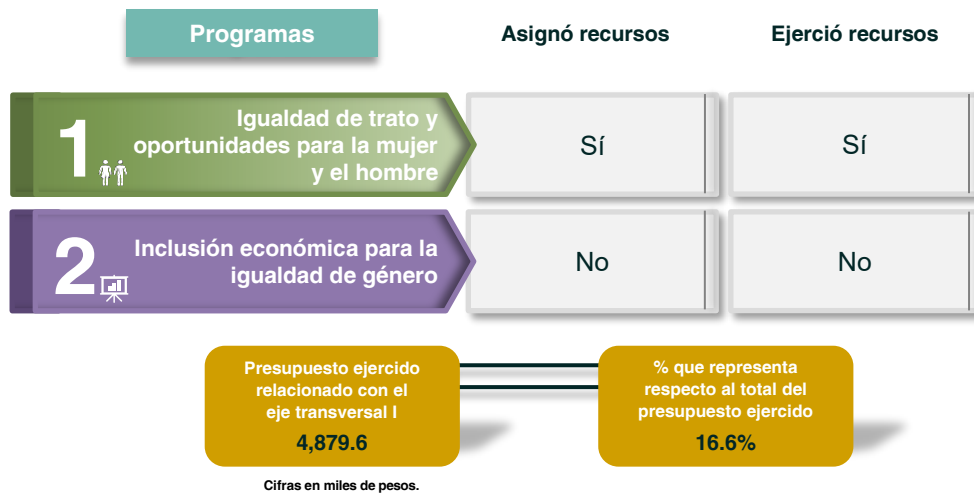 Programas
Asignó recursos
Ejerció recursos
1
Igualdad de trato y
oportunidades para la mujer
y el hombre
Sí
Sí
2
Inclusión económica para la
igualdad de género
No
No
Presupuesto ejercido
relacionado con el
eje transversal I
4,879.6
% que representa
respecto al total del
presupuesto ejercido
16.6%
Cifras en miles de pesos.